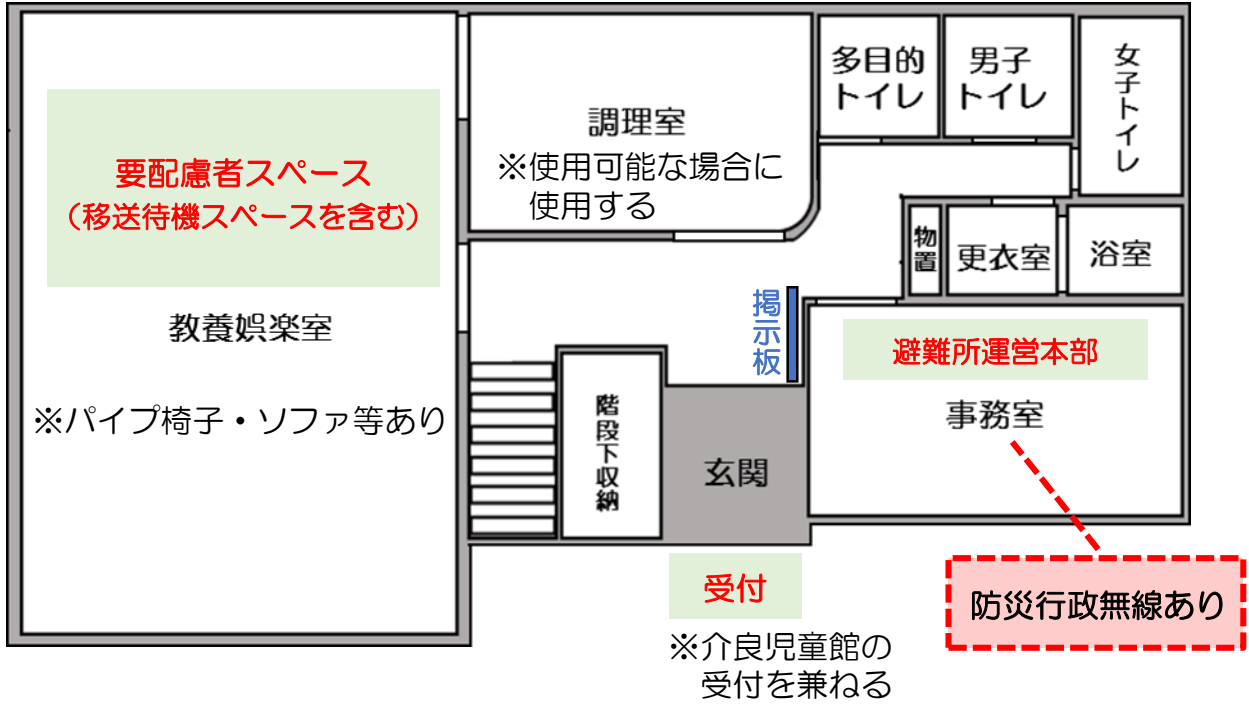 要配慮者スペース
（移送待機スペースを含む）
教養娯楽室
※パイプ椅子・ソファ等あり
調理室
※使用可能な場合に
使用する
多目的
トイレ
男子
トイレ
女子トイレ
物置
更衣室
浴室
掲示板
避難所運営本部
事務室
階段下収納
玄関
受付
※介良児童館の
受付を兼ねる
防災行政無線あり